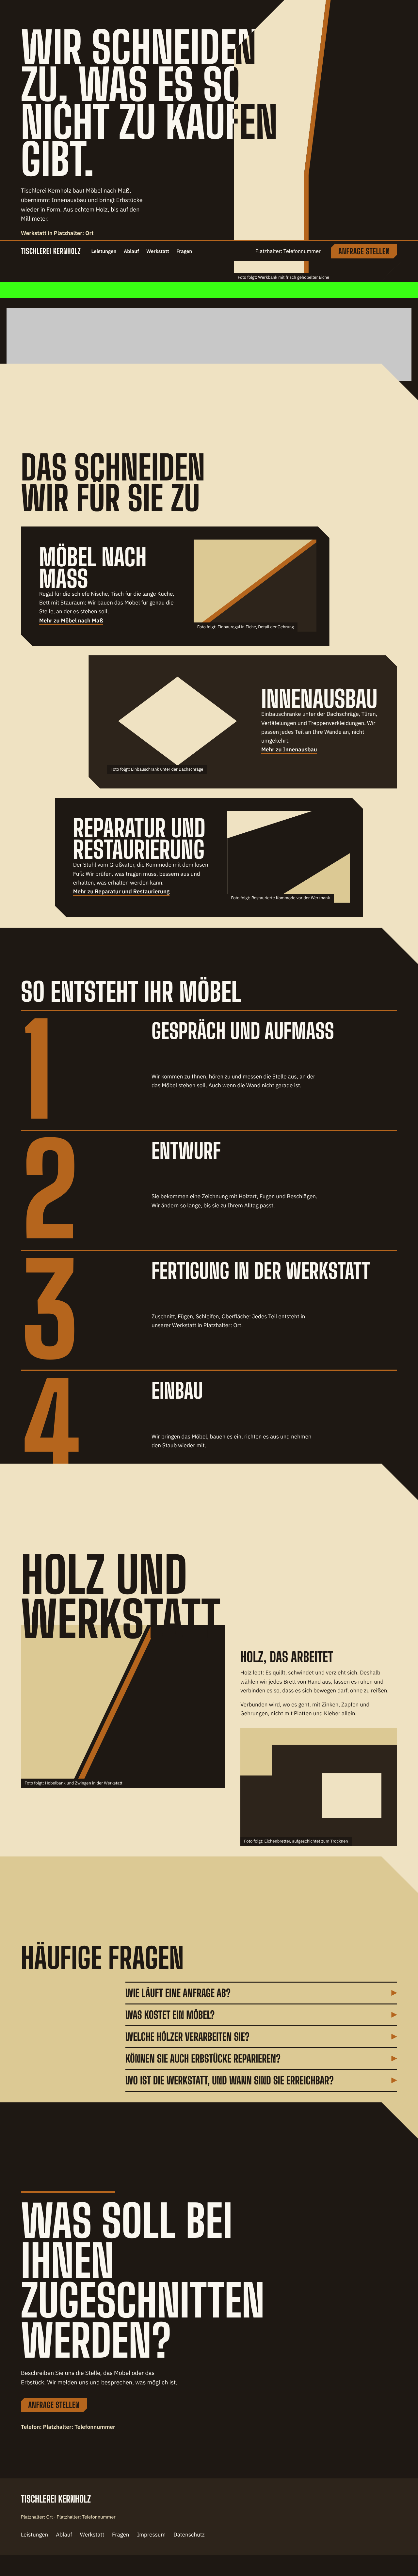 WIR SCHNEIDEN
ZU, WAS ES SO
NICHT ZU KAUFEN
GIBT.
Tischlerei Kernholz baut Möbel nach Maß,
übernimmt Innenausbau und bringt Erbstücke
wieder in Form. Aus echtem Holz, bis auf den
Millimeter.
Werkstatt in Platzhalter: Ort
TISCHLEREI KERNHOLZ Leistungen Ablauf Werkstatt Fragen Platzhalter: Telefonnummer ANFRAGE STELLEN
Foto folgt: Werkbank mit frisch gehobelter Eiche
DAS SCHNEIDEN
WIR FÜR SIE ZU
MÖBEL NACH
MASS
Regal für die schiefe Nische, Tisch für die lange Küche,
Bett mit Stauraum: Wir bauen das Möbel für genau die
Stelle, an der es stehen soll.
Mehr zu Möbel nach Maß
Foto folgt: Einbauregal in Eiche, Detail der Gehrung
INNENAUSBAU
Einbauschränke unter der Dachschräge, Türen,
Vertäfelungen und Treppenverkleidungen. Wir
passen jedes Teil an Ihre Wände an, nicht
umgekehrt.
Mehr zu Innenausbau
Foto folgt: Einbauschrank unter der Dachschräge
REPARATUR UND
RESTAURIERUNG
Der Stuhl vom Großvater, die Kommode mit dem losen
Fuß: Wir prüfen, was tragen muss, bessern aus und
erhalten, was erhalten werden kann.
Mehr zu Reparatur und Restaurierung
Foto folgt: Restaurierte Kommode vor der Werkbank
SO ENTSTEHT IHR MÖBEL
1
GESPRÄCH UND AUFMASS
Wir kommen zu Ihnen, hören zu und messen die Stelle aus, an der
das Möbel stehen soll. Auch wenn die Wand nicht gerade ist.
2
ENTWURF
Sie bekommen eine Zeichnung mit Holzart, Fugen und Beschlägen.
Wir ändern so lange, bis sie zu Ihrem Alltag passt.
3
FERTIGUNG IN DER WERKSTATT
Zuschnitt, Fügen, Schleifen, Oberfläche: Jedes Teil entsteht in
unserer Werkstatt in Platzhalter: Ort.
4
EINBAU
Wir bringen das Möbel, bauen es ein, richten es aus und nehmen
den Staub wieder mit.
HOLZ UND
WERKSTATT
Foto folgt: Hobelbank und Zwingen in der Werkstatt
HOLZ, DAS ARBEITET
Holz lebt: Es quillt, schwindet und verzieht sich. Deshalb
wählen wir jedes Brett von Hand aus, lassen es ruhen und
verbinden es so, dass es sich bewegen darf, ohne zu reißen.
Verbunden wird, wo es geht, mit Zinken, Zapfen und
Gehrungen, nicht mit Platten und Kleber allein.
Foto folgt: Eichenbretter, aufgeschichtet zum Trocknen
HÄUFIGE FRAGEN
WIE LÄUFT EINE ANFRAGE AB?
WAS KOSTET EIN MÖBEL?
WELCHE HÖLZER VERARBEITEN SIE?
KÖNNEN SIE AUCH ERBSTÜCKE REPARIEREN?
WO IST DIE WERKSTATT, UND WANN SIND SIE ERREICHBAR?
WAS SOLL BEI
IHNEN
ZUGESCHNITTEN
WERDEN?
Beschreiben Sie uns die Stelle, das Möbel oder das
Erbstück. Wir melden uns und besprechen, was möglich ist.
ANFRAGE STELLEN
Telefon: Platzhalter: Telefonnummer
TISCHLEREI KERNHOLZ
Platzhalter: Ort · Platzhalter: Telefonnummer
Leistungen Ablauf Werkstatt Fragen Impressum Datenschutz